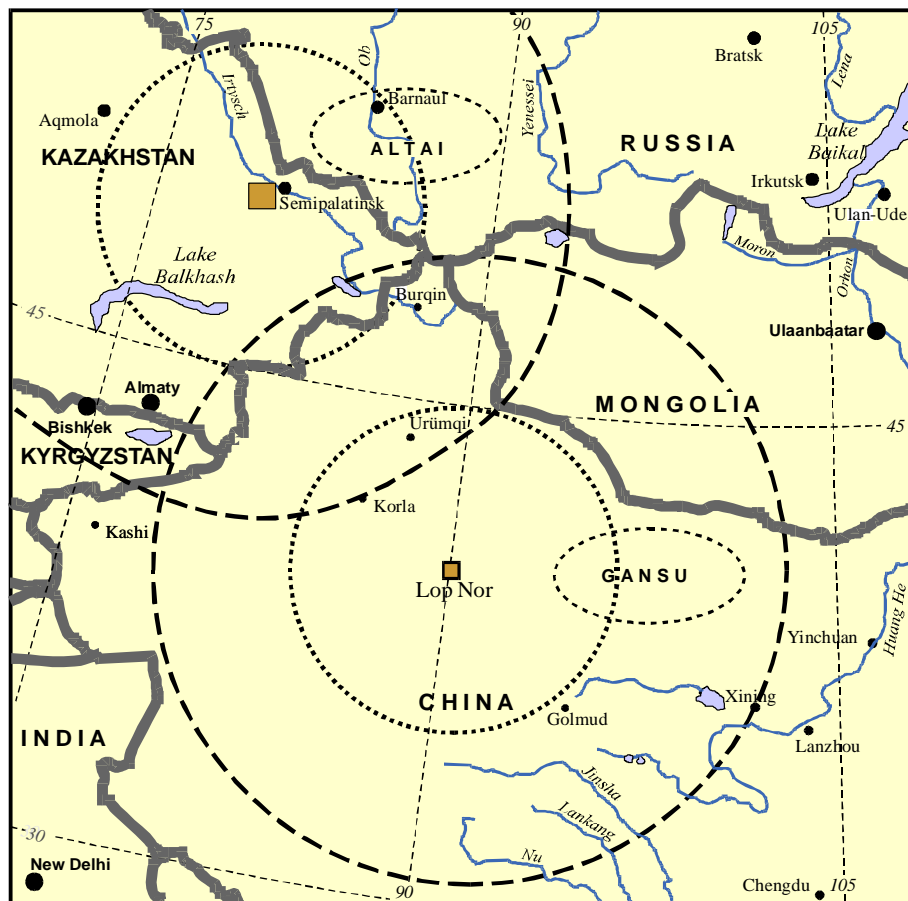 75
90
105
Ob
Bratsk
Lena
Irtysch
Yenessei
Barnaul
Aqmola
Lake
Baikal
ALTAI
RUSSIA
KAZAKHSTAN
Irkutsk
Semipalatinsk
Ulan-Ude
Moron
Lake
Balkhash
Orhon
Burqin
45
Ulaanbaatar
Almaty
MONGOLIA
Bishkek
Urümqi
45
KYRGYZSTAN
Korla
Kashi
GANSU
Lop Nor
Huang He
Yinchuan
CHINA
Xining
Golmud
INDIA
Lanzhou
Jinsha
Lankang
30
Nu
New Delhi
90
Chengdu
105